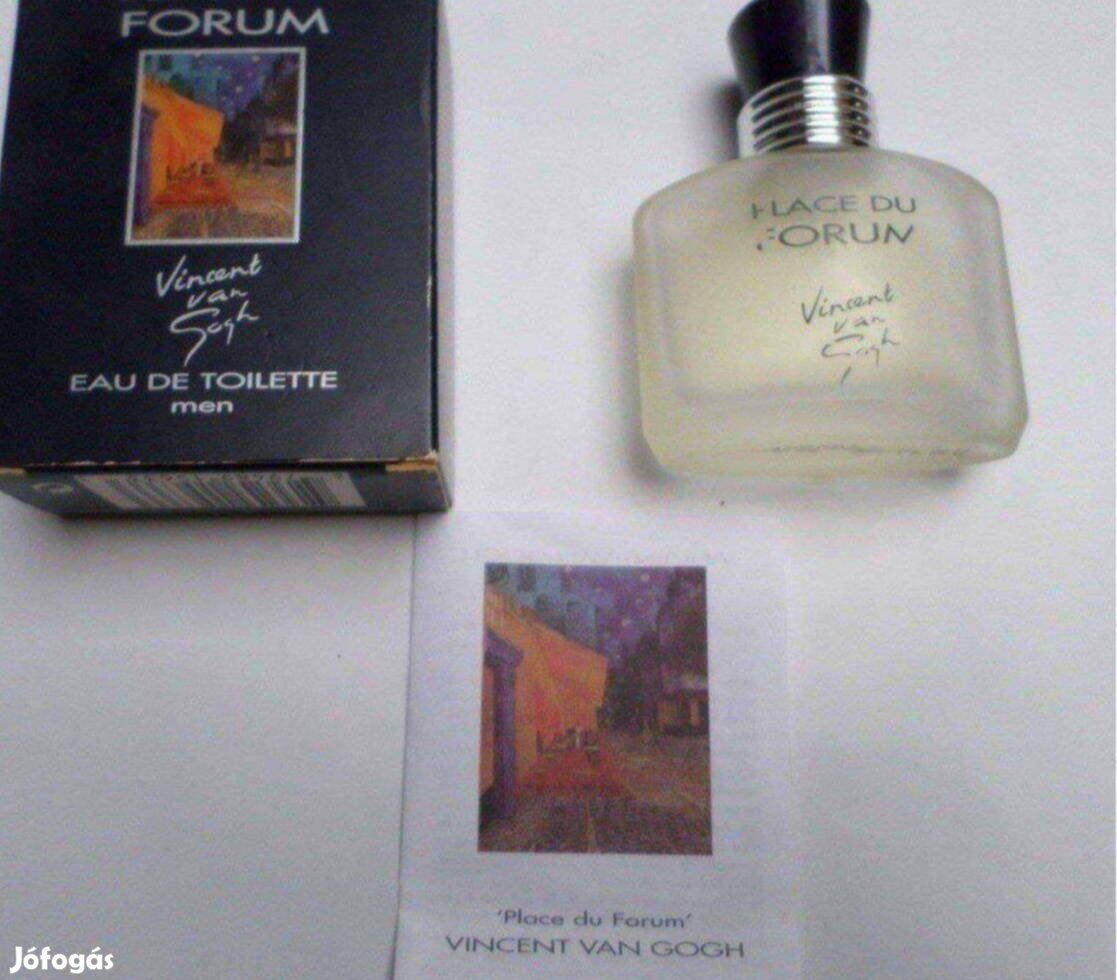 FORUM
Vincent
van
Gogh
EAU DE TOILETTE
men
PLACE DU
FORUM
Vincent
van
Gogh
'Place du Forum'
VINCENT VAN GOGH
Jófogás